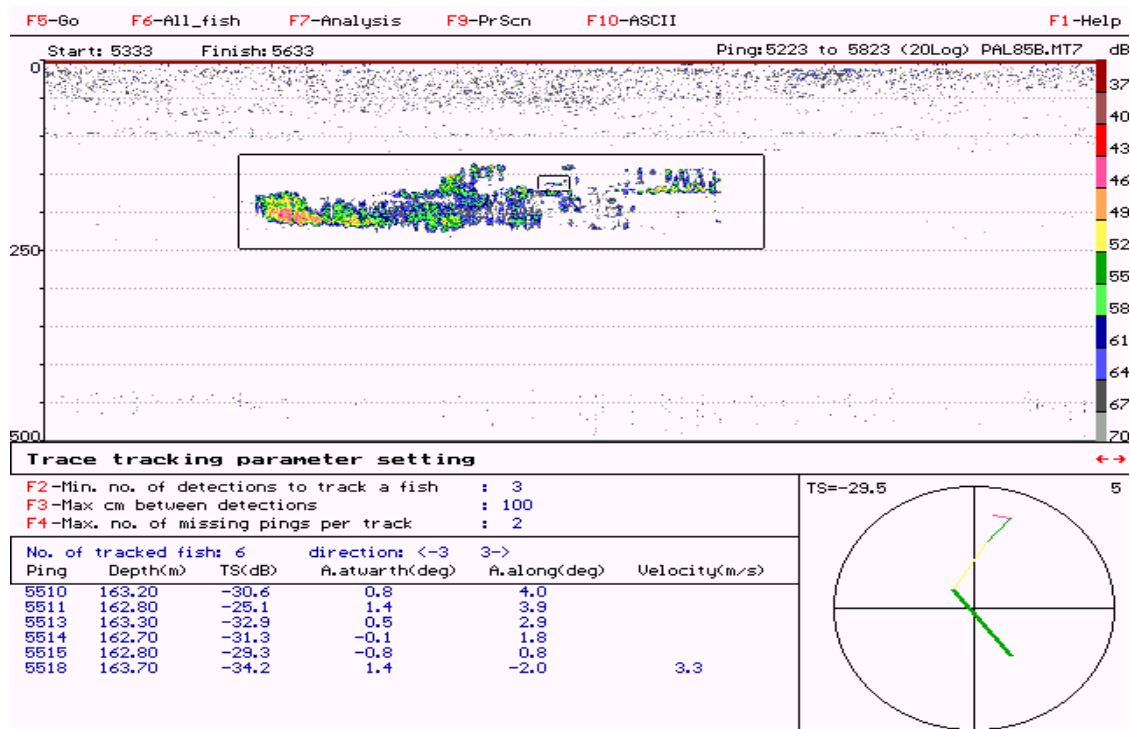 F5-Go F6-All_fish F7-Analysis F9-PrScn F10-ASCII F1-Help
Start: 5333 Finish: 5633 Ping:5223 to 5823 (20Log) PAL85B.MT7 dB
0
37
40
43
46
49
52
250
55
58
61
64
67
500
70
Trace tracking parameter setting ←→
F2-Min. no. of detections to track a fish : 3
F3-Max cm between detections : 100
F4-Max. no. of missing pings per track : 2
TS=-29.5 5
No. of tracked fish: 6 direction: <-3 3->
Ping Depth(m) TS(dB) A.atwarth(deg) A.along(deg) Velocity(m/s)
5510 163.20 -30.6 0.8 4.0
5511 162.80 -25.1 1.4 3.9
5513 163.30 -32.9 0.5 2.9
5514 162.70 -31.3 -0.1 1.8
5515 162.80 -29.3 -0.8 0.8
5518 163.70 -34.2 1.4 -2.0 3.3